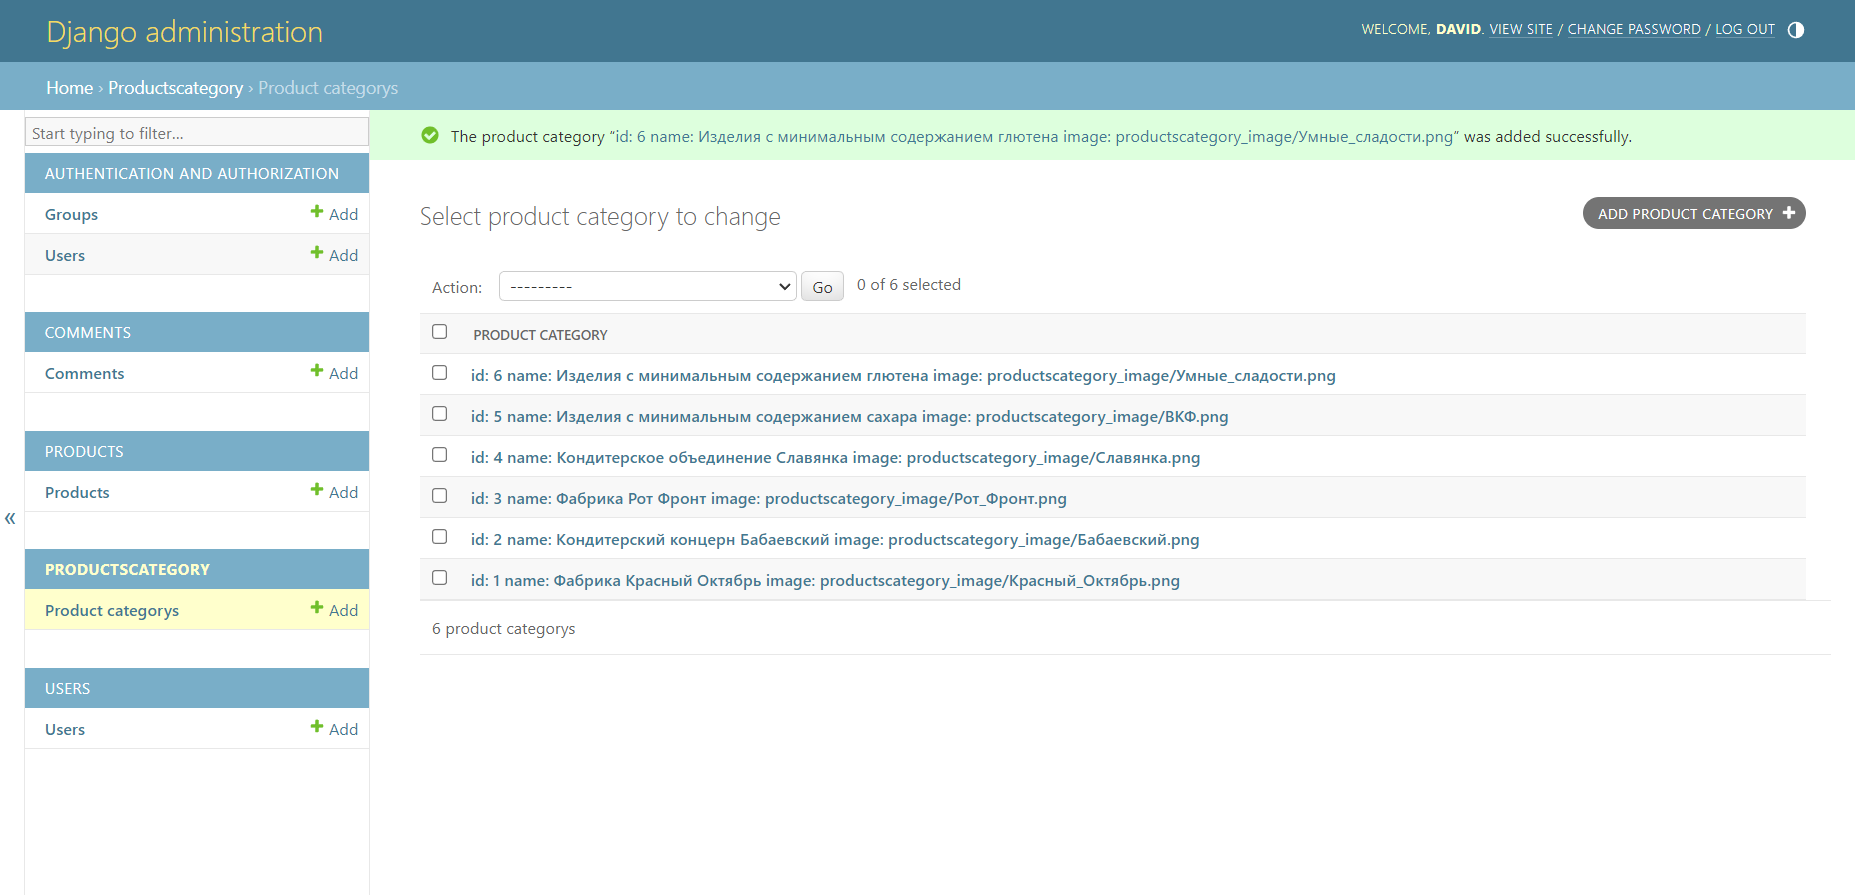 Django administration
WELCOME, DAVID. VIEW SITE / CHANGE PASSWORD / LOG OUT
Home › Productscategory › Product categorys
Start typing to filter...
AUTHENTICATION AND AUTHORIZATION
Groups
Add
Users
Add
COMMENTS
Comments
Add
PRODUCTS
Products
Add
«
PRODUCTSCATEGORY
Product categorys
Add
USERS
Users
Add
The product category “id: 6 name: Изделия с минимальным содержанием глютена image: productscategory_image/Умные_сладости.png” was added successfully.
Select product category to change
ADD PRODUCT CATEGORY
Action: --------- Go 0 of 6 selected
PRODUCT CATEGORY
id: 6 name: Изделия с минимальным содержанием глютена image: productscategory_image/Умные_сладости.png
id: 5 name: Изделия с минимальным содержанием сахара image: productscategory_image/ВКФ.png
id: 4 name: Кондитерское объединение Славянка image: productscategory_image/Славянка.png
id: 3 name: Фабрика Рот Фронт image: productscategory_image/Рот_Фронт.png
id: 2 name: Кондитерский концерн Бабаевский image: productscategory_image/Бабаевский.png
id: 1 name: Фабрика Красный Октябрь image: productscategory_image/Красный_Октябрь.png
6 product categorys